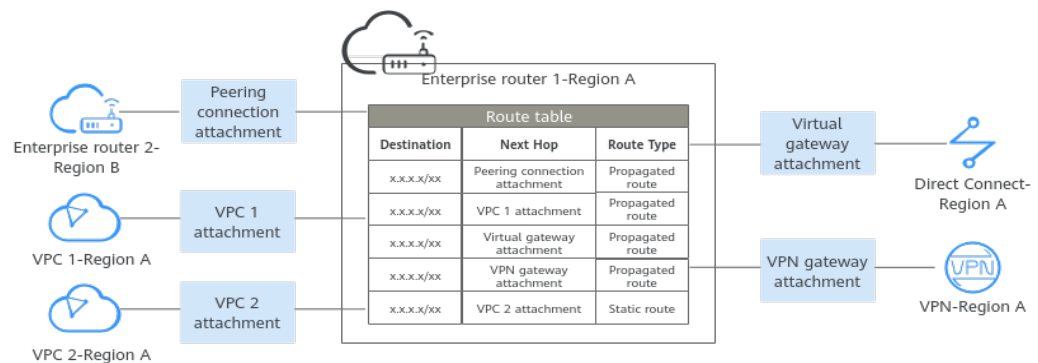 Enterprise router 1-Region A
Peering
connection
attachment
Enterprise router 2-
Region B
VPC 1
attachment
VPC 1-Region A
VPC 2
attachment
VPC 2-Region A
Route table
Destination Next Hop Route Type
x.x.x.x/xx Peering connection attachment Propagated route
x.x.x.x/xx VPC 1 attachment Propagated route
x.x.x.x/xx Virtual gateway attachment Propagated route
x.x.x.x/xx VPN gateway attachment Propagated route
x.x.x.x/xx VPC 2 attachment Static route
Virtual
gateway
attachment
Direct Connect-
Region A
VPN gateway
attachment
VPN
VPN-Region A